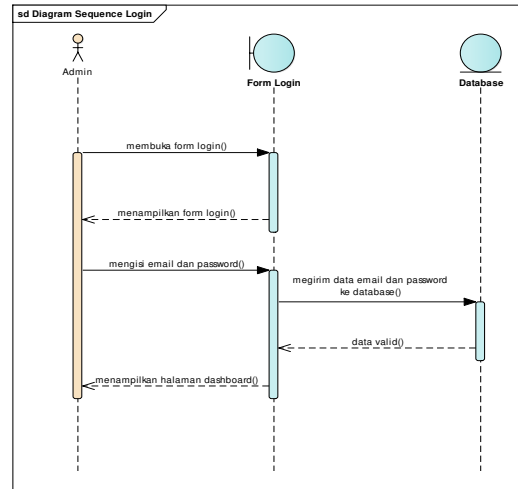 sd Diagram Sequence Login
Admin
Form Login
Database
membuka form login()
menampilkan form login()
mengisi email dan password()
megirim data email dan password
ke database()
data valid()
menampilkan halaman dashboard()